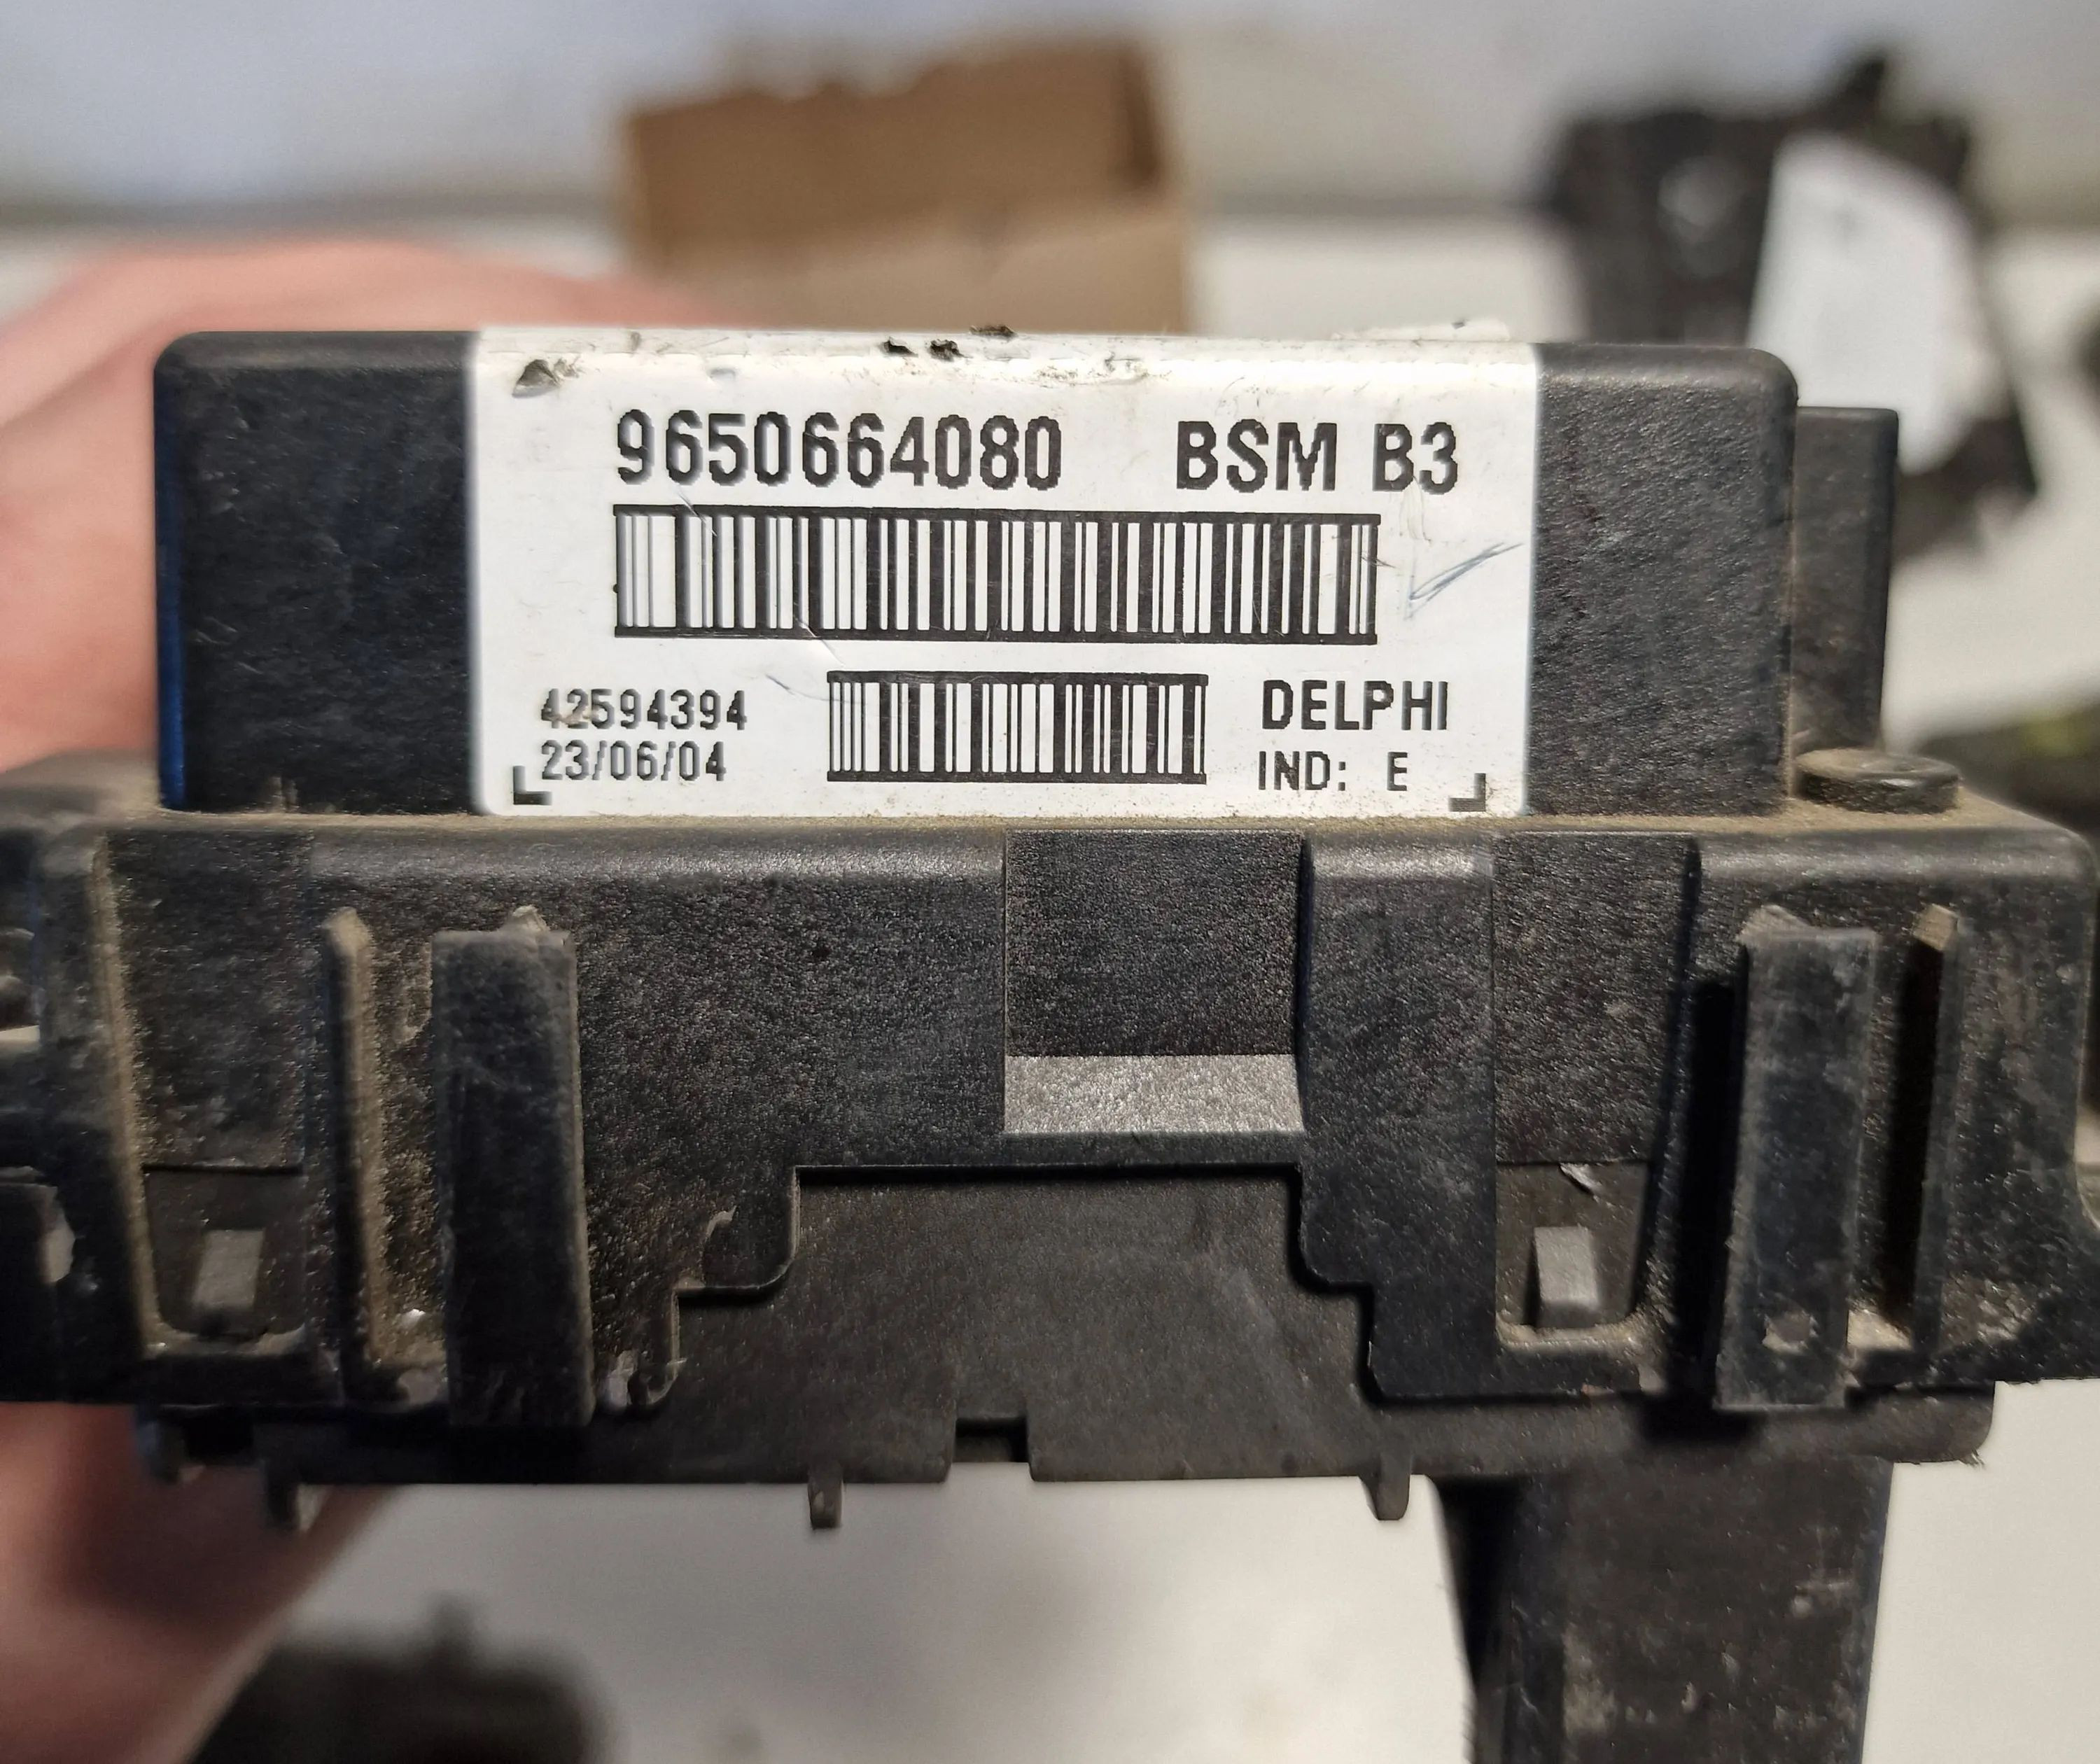 9650664080 BSM B3
42594394 DELPHI
23/06/04 IND: E